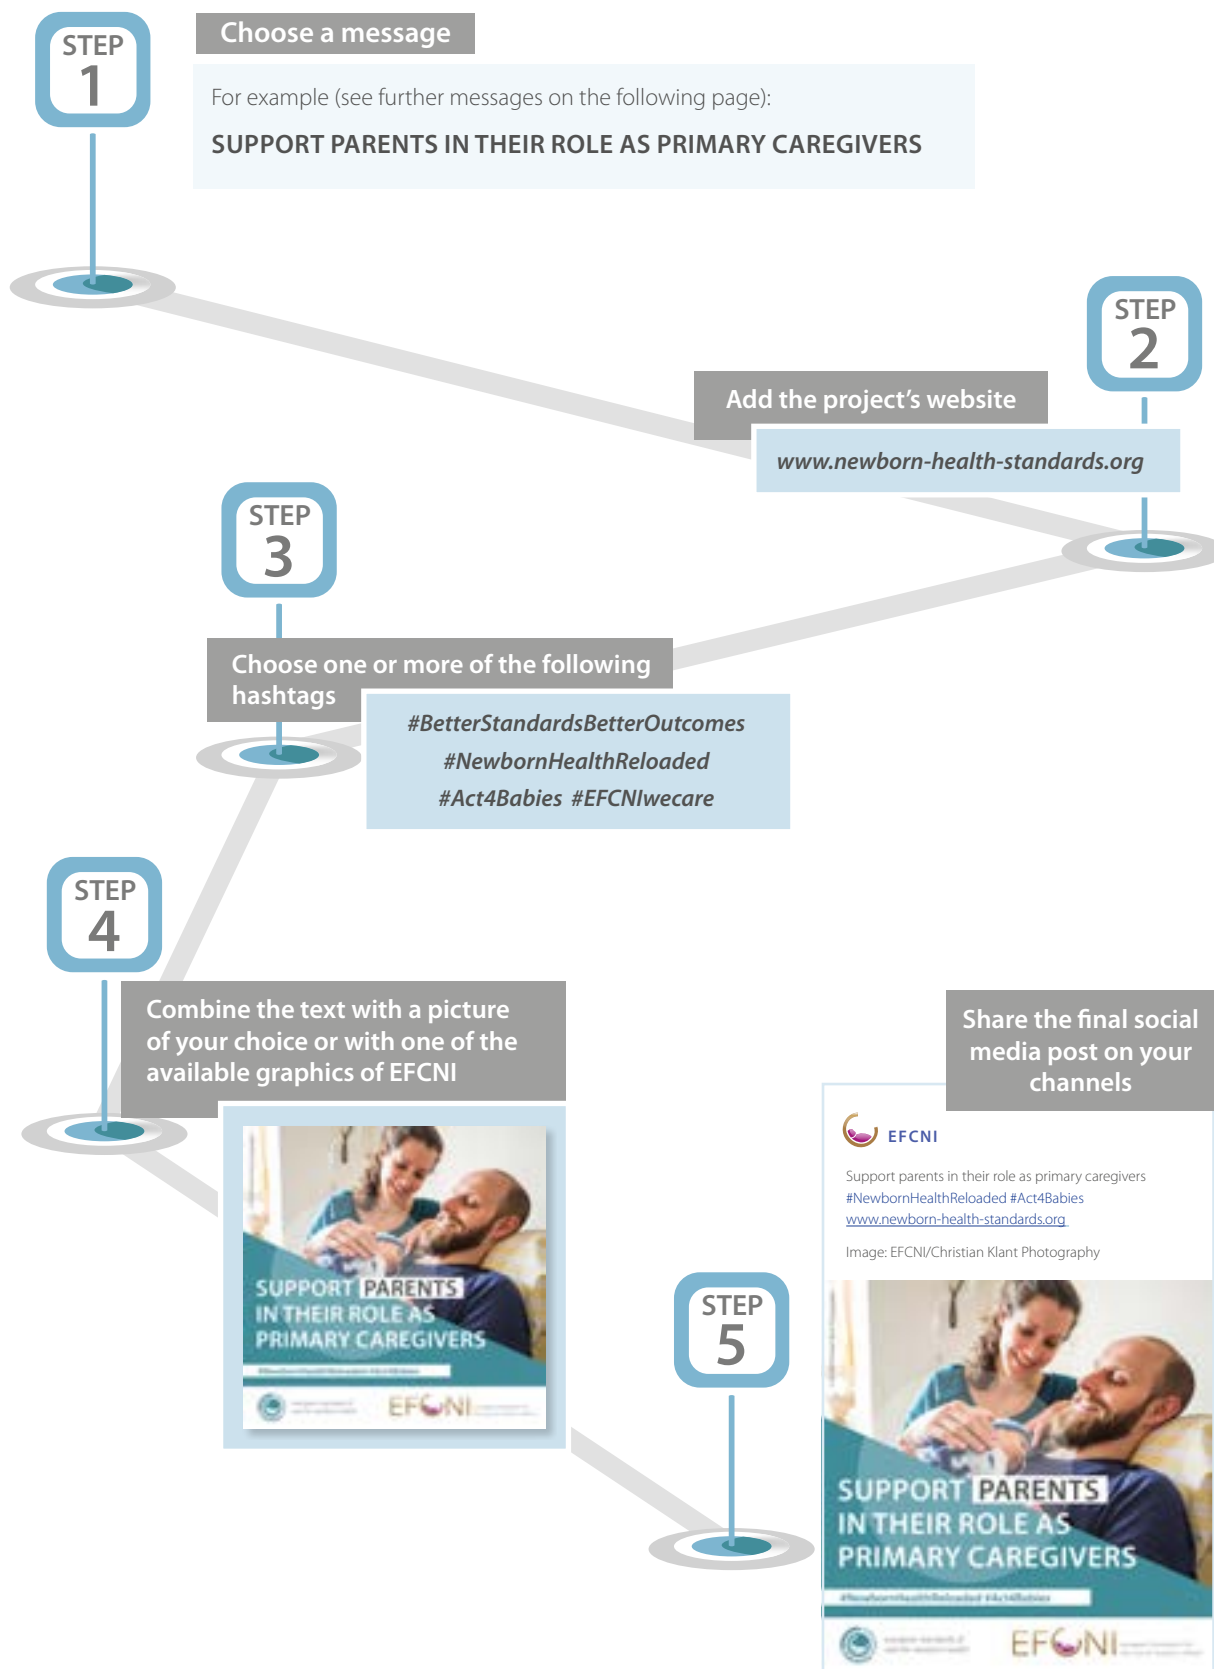 STEP
1
Choose a message
For example (see further messages on the following page):
SUPPORT PARENTS IN THEIR ROLE AS PRIMARY CAREGIVERS
STEP
2
Add the project's website
www.newborn-health-standards.org
STEP
3
Choose one or more of the following
hashtags
#BetterStandardsBetterOutcomes
#NewbornHealthReloaded
#Act4Babies #EFCNIwecare
STEP
4
Combine the text with a picture
of your choice or with one of the
available graphics of EFCNI
SUPPORT PARENTS
IN THEIR ROLE AS
PRIMARY CAREGIVERS
EFCNI
STEP
5
Share the final social
media post on your
channels
EFCNI
Support parents in their role as primary caregivers
#NewbornHealthReloaded #Act4Babies
www.newborn-health-standards.org
Image: EFCNI/Christian Klant Photography
SUPPORT PARENTS
IN THEIR ROLE AS
PRIMARY CAREGIVERS
#NewbornHealthReloaded #Act4Babies
EFCNI